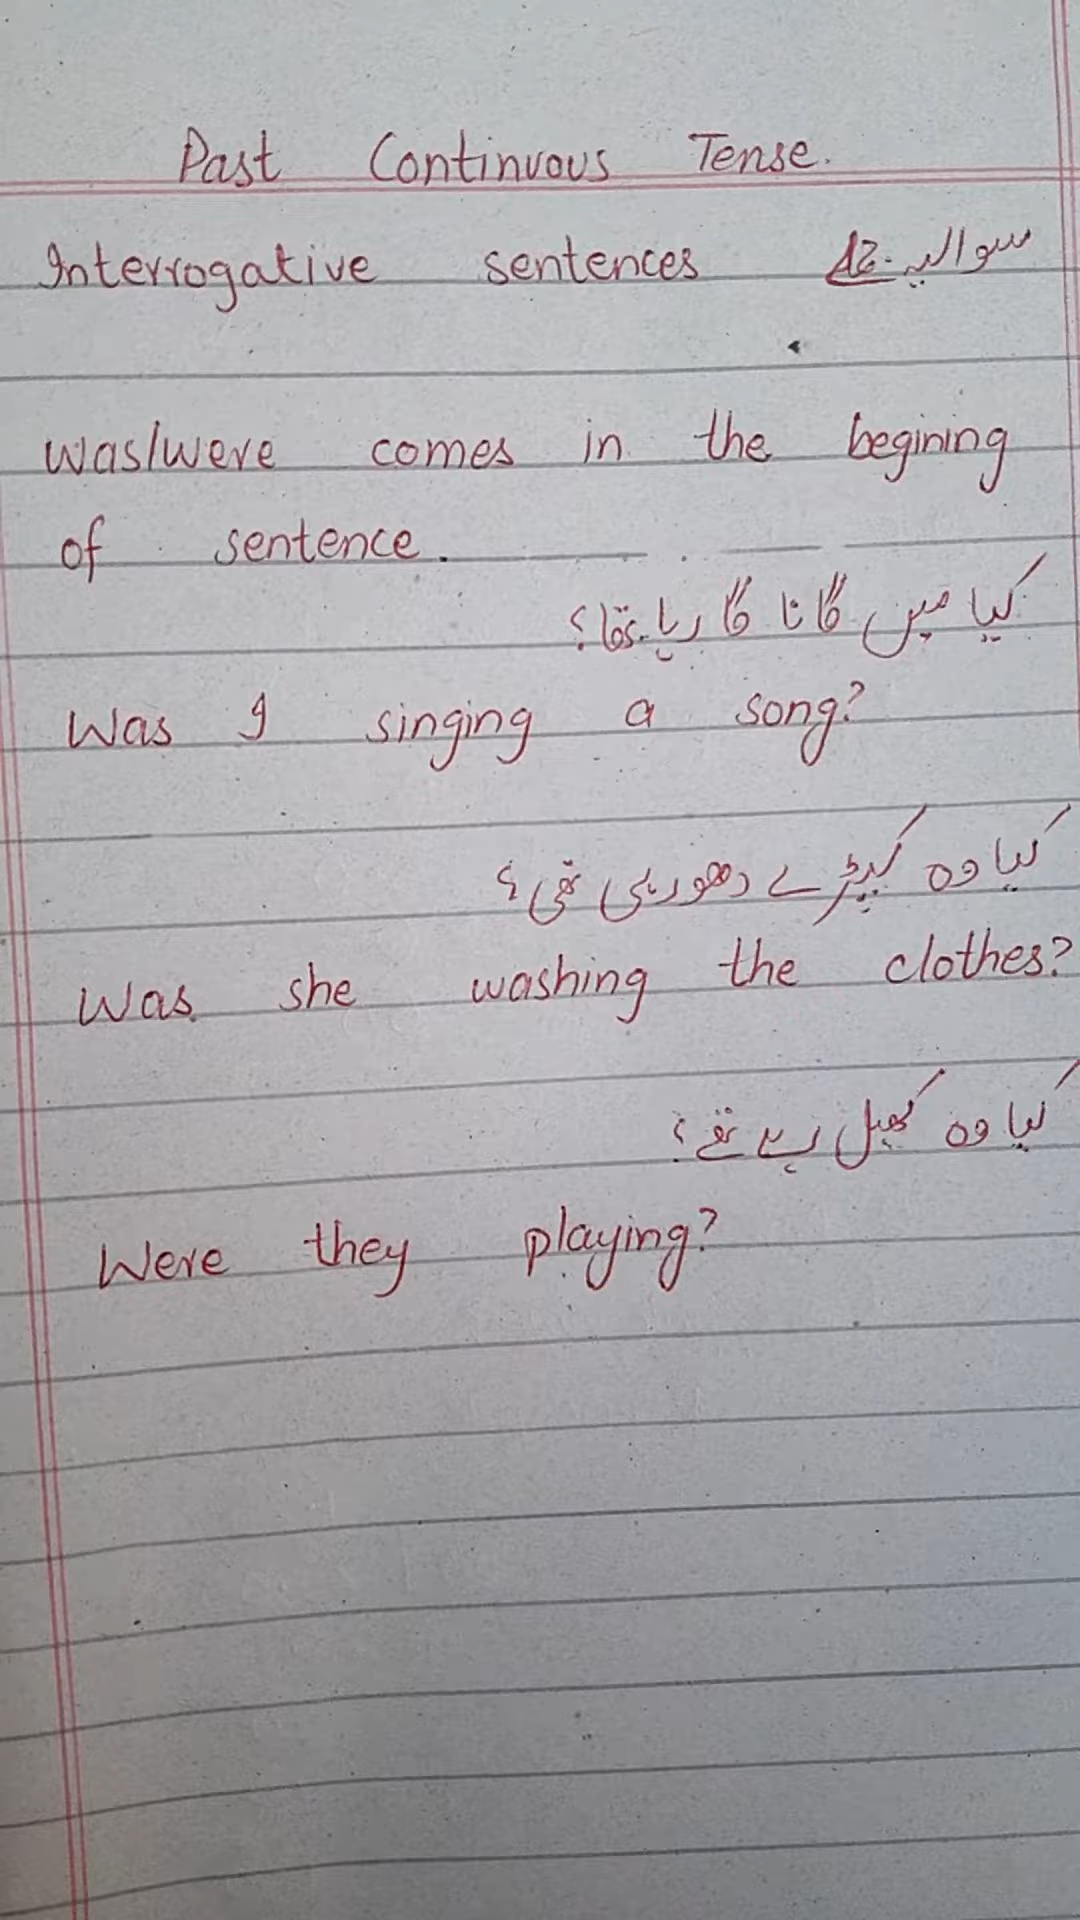 Past Continuous Tense.
Interrogative sentences سوالیہ جملے
was/were comes in the begining
of sentence.
کیا میں گانا گا رہا تھا؟
Was I singing a song?
کیا وہ کپڑے دھو رہی تھی؟
Was she washing the clothes?
کیا وہ کھیل رہے تھے؟
Were they playing?